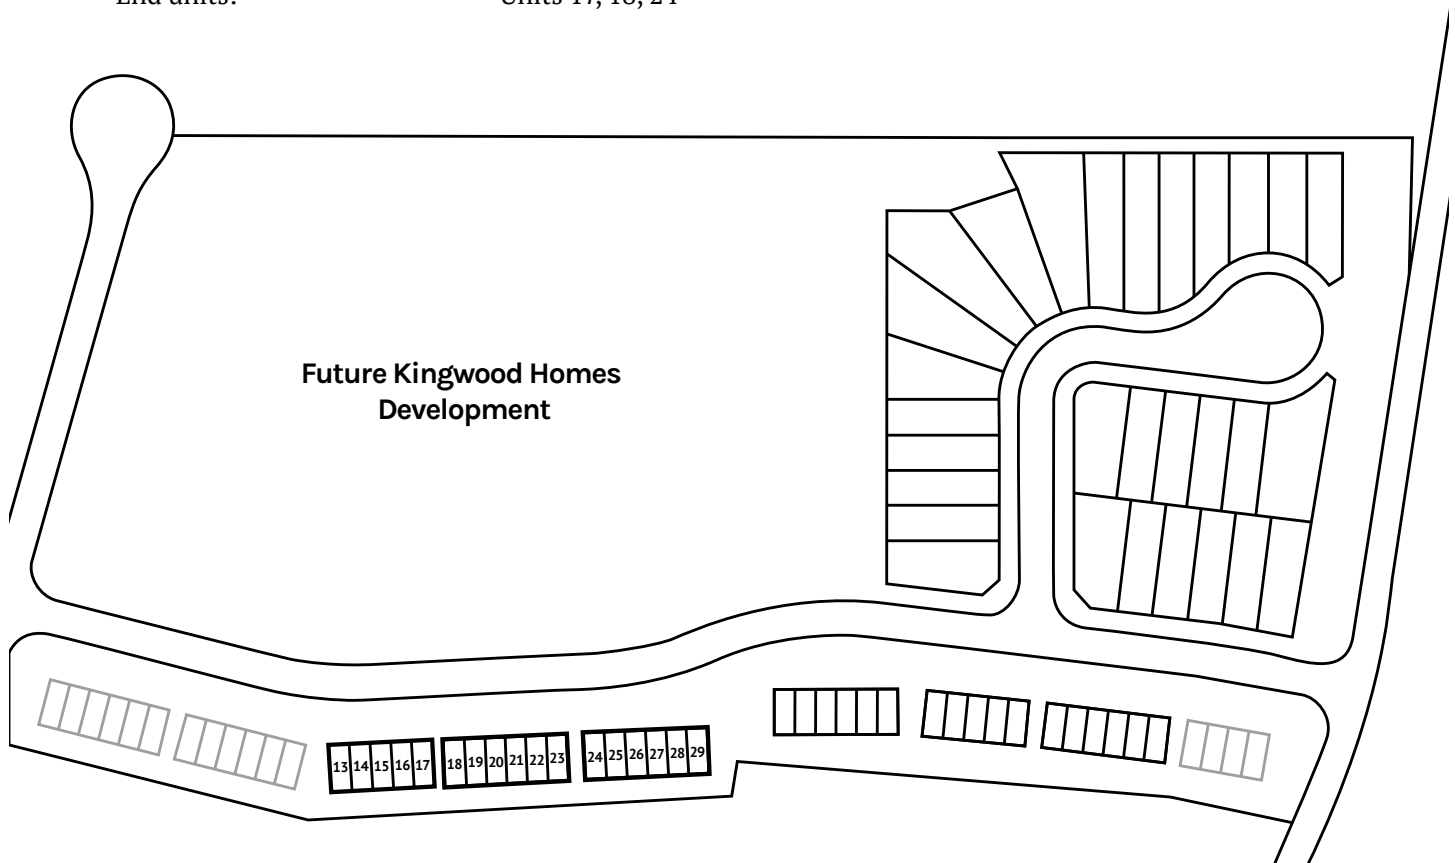 End units: Units 17, 18, 24
Future Kingwood Homes
Development
13 14 15 16 17 18 19 20 21 22 23 24 25 26 27 28 29